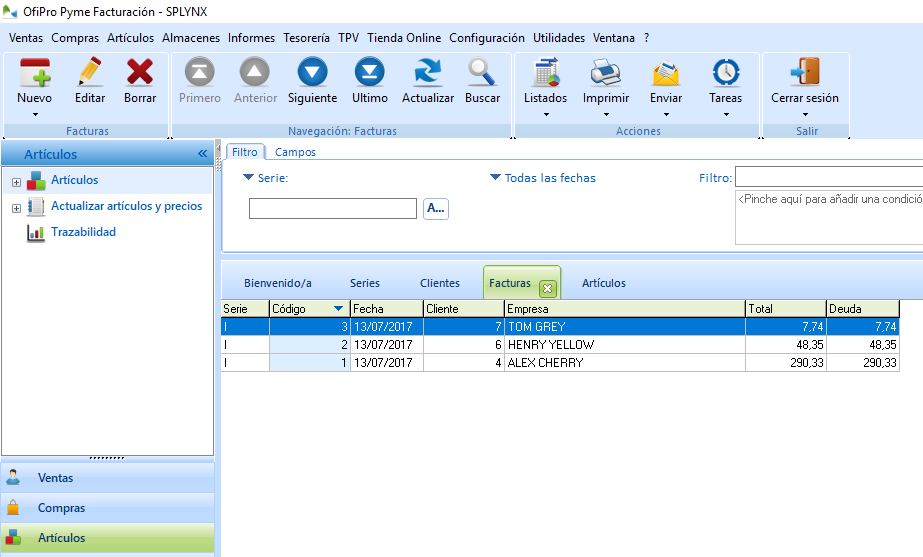 OfiPro Pyme Facturación - SPLYNX
Ventas Compras Artículos Almacenes Informes Tesorería TPV Tienda Online Configuración Utilidades Ventana ?
Nuevo Editar Borrar Primero Anterior Siguiente Ultimo Actualizar Buscar Listados Imprimir Enviar Tareas Cerrar sesión
Facturas Navegación: Facturas Acciones Salir
Artículos «
Artículos
Actualizar artículos y precios
Trazabilidad
Ventas
Compras
Artículos
Filtro Campos
Serie: Todas las fechas Filtro:
A...
<Pinche aquí para añadir una condició
Bienvenido/a Series Clientes Facturas Artículos
Serie Código Fecha Cliente Empresa Total Deuda
I 3 13/07/2017 7 TOM GREY 7,74 7,74
I 2 13/07/2017 6 HENRY YELLOW 48,35 48,35
I 1 13/07/2017 4 ALEX CHERRY 290,33 290,33